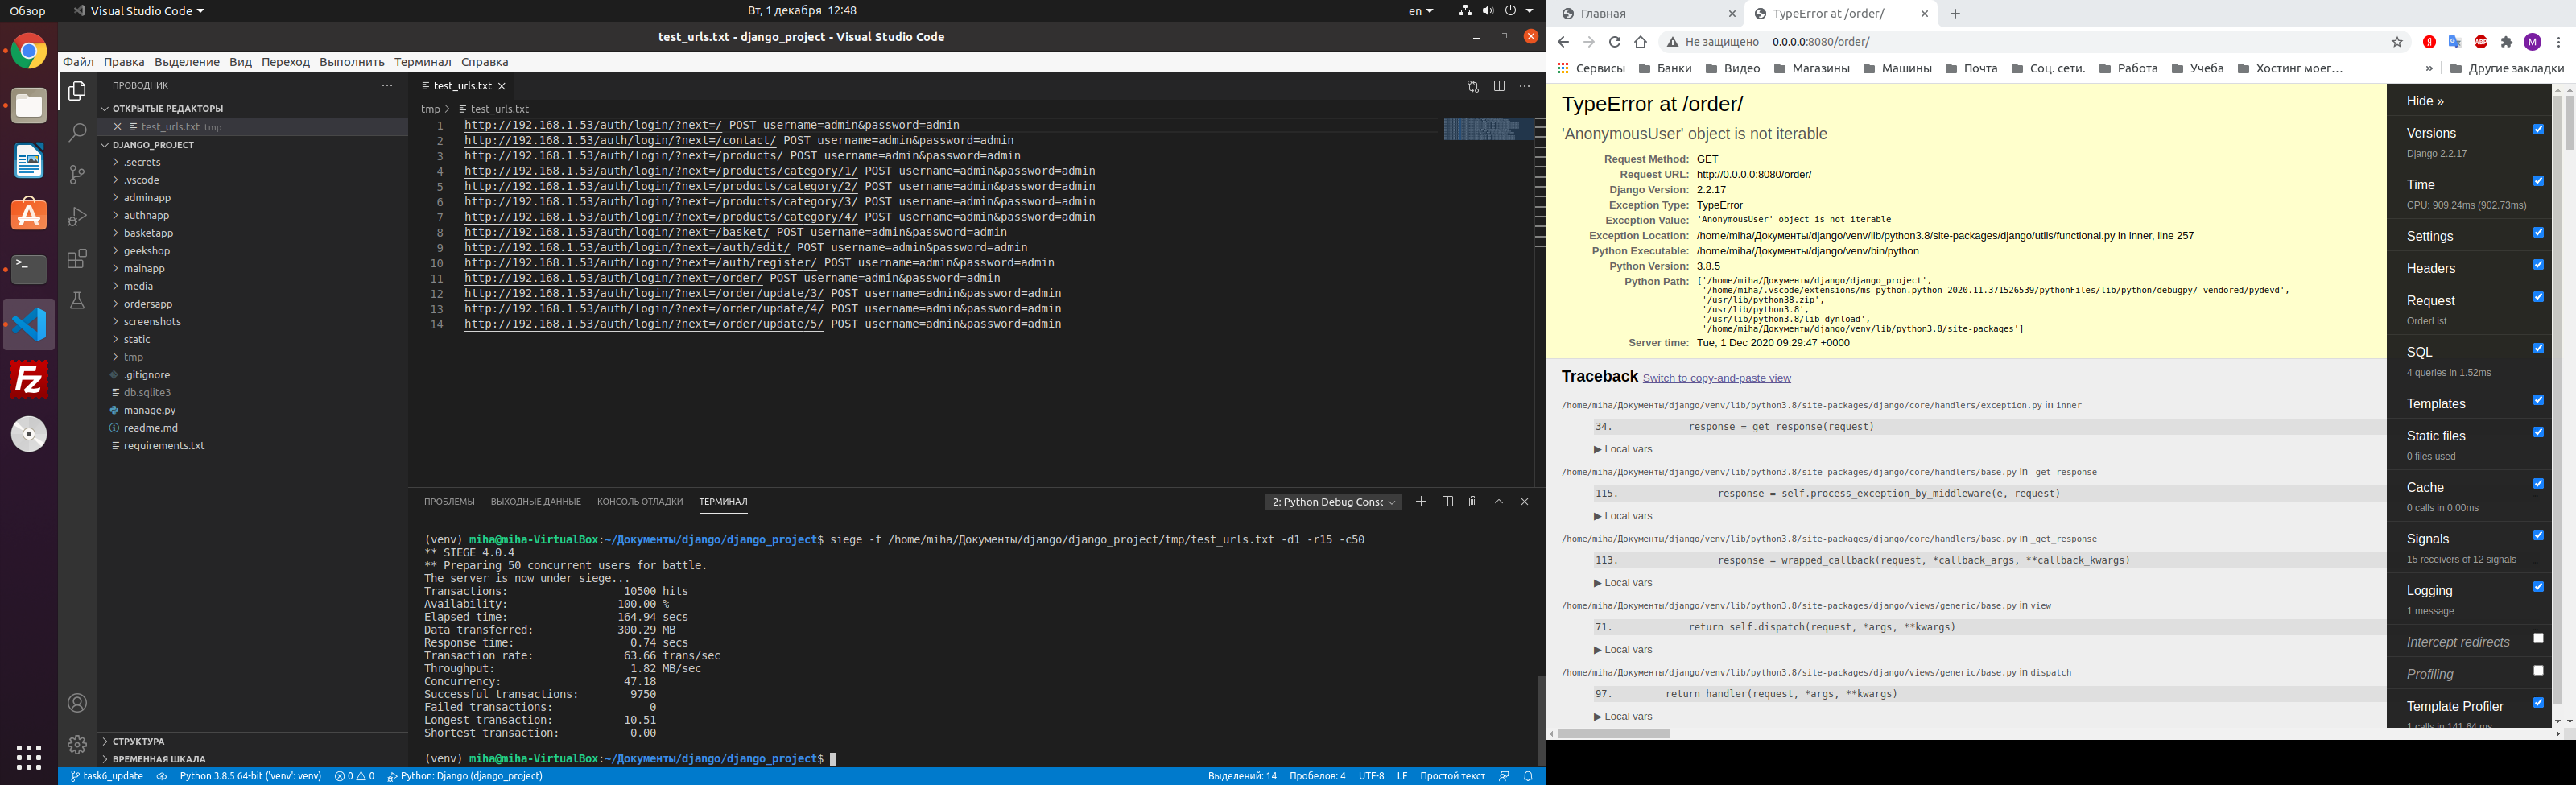 Обзор
Visual Studio Code
Вт, 1 декабря 12:48
en
test_urls.txt - django_project - Visual Studio Code
Файл Правка Выделение Вид Переход Выполнить Терминал Справка
ПРОВОДНИК
ОТКРЫТЫЕ РЕДАКТОРЫ
test_urls.txt tmp
DJANGO_PROJECT
.secrets
.vscode
adminapp
authnapp
basketapp
geekshop
mainapp
media
ordersapp
screenshots
static
tmp
.gitignore
db.sqlite3
manage.py
readme.md
requirements.txt
СТРУКТУРА
ВРЕМЕННАЯ ШКАЛА
test_urls.txt
tmp > test_urls.txt
1 http://192.168.1.53/auth/login/?next=/ POST username=admin&password=admin
2 http://192.168.1.53/auth/login/?next=/contact/ POST username=admin&password=admin
3 http://192.168.1.53/auth/login/?next=/products/ POST username=admin&password=admin
4 http://192.168.1.53/auth/login/?next=/products/category/1/ POST username=admin&password=admin
5 http://192.168.1.53/auth/login/?next=/products/category/2/ POST username=admin&password=admin
6 http://192.168.1.53/auth/login/?next=/products/category/3/ POST username=admin&password=admin
7 http://192.168.1.53/auth/login/?next=/products/category/4/ POST username=admin&password=admin
8 http://192.168.1.53/auth/login/?next=/basket/ POST username=admin&password=admin
9 http://192.168.1.53/auth/login/?next=/auth/edit/ POST username=admin&password=admin
10 http://192.168.1.53/auth/login/?next=/auth/register/ POST username=admin&password=admin
11 http://192.168.1.53/auth/login/?next=/order/ POST username=admin&password=admin
12 http://192.168.1.53/auth/login/?next=/order/update/3/ POST username=admin&password=admin
13 http://192.168.1.53/auth/login/?next=/order/update/4/ POST username=admin&password=admin
14 http://192.168.1.53/auth/login/?next=/order/update/5/ POST username=admin&password=admin
ПРОБЛЕМЫ ВЫХОДНЫЕ ДАННЫЕ КОНСОЛЬ ОТЛАДКИ ТЕРМИНАЛ
2: Python Debug Consc
(venv) miha@miha-VirtualBox:~/Документы/django/django_project$ siege -f /home/miha/Документы/django/django_project/tmp/test_urls.txt -d1 -r15 -c50
** SIEGE 4.0.4
** Preparing 50 concurrent users for battle.
The server is now under siege...
Transactions: 10500 hits
Availability: 100.00 %
Elapsed time: 164.94 secs
Data transferred: 300.29 MB
Response time: 0.74 secs
Transaction rate: 63.66 trans/sec
Throughput: 1.82 MB/sec
Concurrency: 47.18
Successful transactions: 9750
Failed transactions: 0
Longest transaction: 10.51
Shortest transaction: 0.00
(venv) miha@miha-VirtualBox:~/Документы/django/django_project$
task6_update Python 3.8.5 64-bit ('venv': venv) 0 0 Python: Django (django_project)
Выделений: 14 Пробелов: 4 UTF-8 LF Простой текст
Главная
TypeError at /order/
Не защищено 0.0.0.0:8080/order/
Я
ABP
M
Сервисы Банки Видео Магазины Машины Почта Соц. сети. Работа Учеба Хостинг моег... » Другие закладки
TypeError at /order/
'AnonymousUser' object is not iterable
Request Method: GET
Request URL: http://0.0.0.0:8080/order/
Django Version: 2.2.17
Exception Type: TypeError
Exception Value: 'AnonymousUser' object is not iterable
Exception Location: /home/miha/Документы/django/venv/lib/python3.8/site-packages/django/utils/functional.py in inner, line 257
Python Executable: /home/miha/Документы/django/venv/bin/python
Python Version: 3.8.5
Python Path: ['/home/miha/Документы/django/django_project',
'/home/miha/.vscode/extensions/ms-python.python-2020.11.371526539/pythonFiles/lib/python/debugpy/_vendored/pydevd',
'/usr/lib/python38.zip',
'/usr/lib/python3.8',
'/usr/lib/python3.8/lib-dynload',
'/home/miha/Документы/django/venv/lib/python3.8/site-packages']
Server time: Tue, 1 Dec 2020 09:29:47 +0000
Traceback Switch to copy-and-paste view
/home/miha/Документы/django/venv/lib/python3.8/site-packages/django/core/handlers/exception.py in inner
34. response = get_response(request)
▶ Local vars
/home/miha/Документы/django/venv/lib/python3.8/site-packages/django/core/handlers/base.py in _get_response
115. response = self.process_exception_by_middleware(e, request)
▶ Local vars
/home/miha/Документы/django/venv/lib/python3.8/site-packages/django/core/handlers/base.py in _get_response
113. response = wrapped_callback(request, *callback_args, **callback_kwargs)
▶ Local vars
/home/miha/Документы/django/venv/lib/python3.8/site-packages/django/views/generic/base.py in view
71. return self.dispatch(request, *args, **kwargs)
▶ Local vars
/home/miha/Документы/django/venv/lib/python3.8/site-packages/django/views/generic/base.py in dispatch
97. return handler(request, *args, **kwargs)
▶ Local vars
Hide »
Versions
Django 2.2.17
Time
CPU: 909.24ms (902.73ms)
Settings
Headers
Request
OrderList
SQL
4 queries in 1.52ms
Templates
Static files
0 files used
Cache
0 calls in 0.00ms
Signals
15 receivers of 12 signals
Logging
1 message
Intercept redirects
Profiling
Template Profiler
1 calls in 141.64 ms